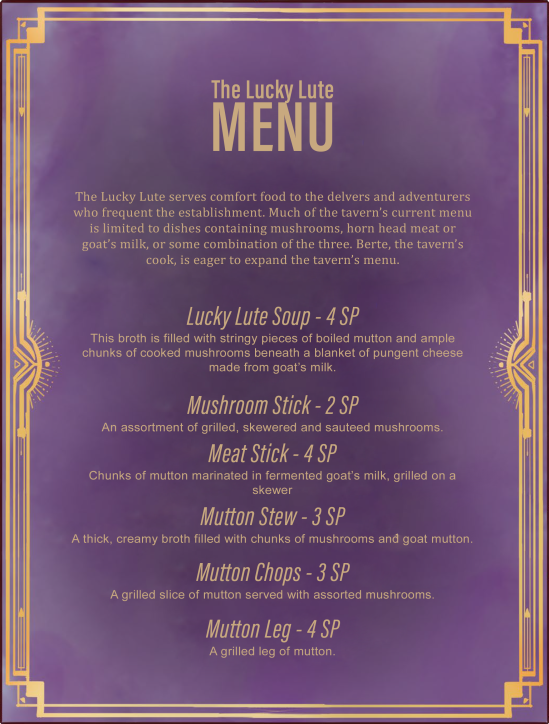 The Lucky Lute
MENU
The Lucky Lute serves comfort food to the delvers and adventurers
who frequent the establishment. Much of the tavern's current menu
is limited to dishes containing mushrooms, horn head meat or
goat's milk, or some combination of the three. Berte, the tavern's
cook, is eager to expand the tavern's menu.
Lucky Lute Soup - 4 SP
This broth is filled with stringy pieces of boiled mutton and ample
chunks of cooked mushrooms beneath a blanket of pungent cheese
made from goat's milk.
Mushroom Stick - 2 SP
An assortment of grilled, skewered and sauteed mushrooms.
Meat Stick - 4 SP
Chunks of mutton marinated in fermented goat's milk, grilled on a
skewer
Mutton Stew - 3 SP
A thick, creamy broth filled with chunks of mushrooms and goat mutton.
Mutton Chops - 3 SP
A grilled slice of mutton served with assorted mushrooms.
Mutton Leg - 4 SP
A grilled leg of mutton.